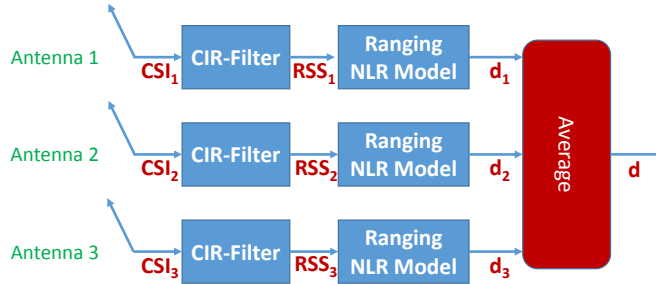 Antenna 1
CSI₁
CIR-Filter
RSS₁
Ranging
NLR Model
d₁
Antenna 2
CSI₂
CIR-Filter
RSS₂
Ranging
NLR Model
d₂
Average
d
Antenna 3
CSI₃
CIR-Filter
RSS₃
Ranging
NLR Model
d₃